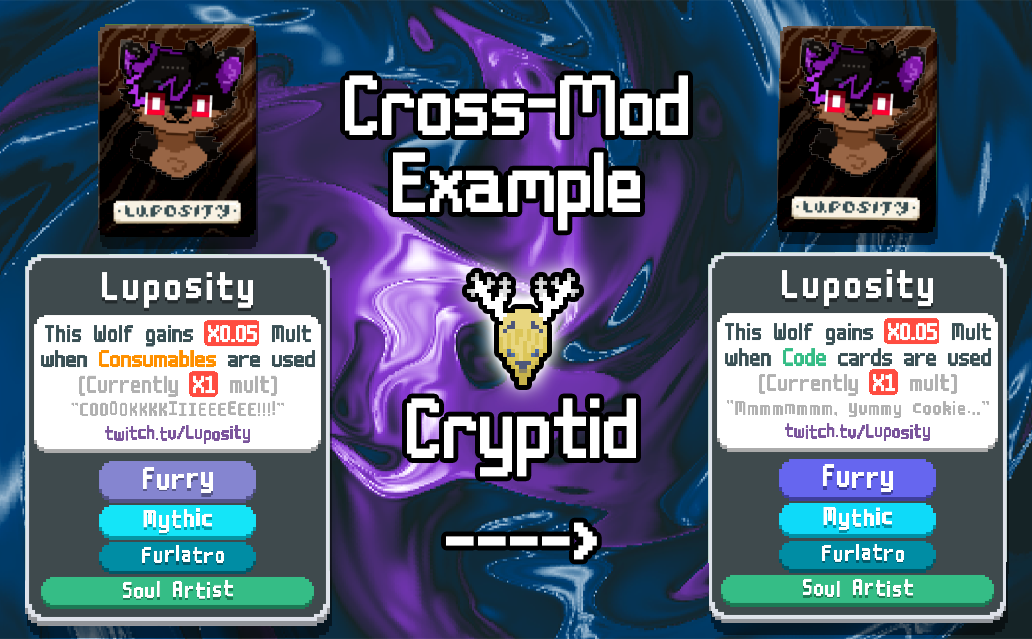 LUPOSITY
Luposity
This Wolf gains X0.05 Mult
when Consumables are used
(Currently X1 mult)
"COOOOKKKKIIIEEEEEE!!!!"
twitch.tv/Luposity
Furry
Mythic
Furlatro
Soul Artist
Cross-Mod
Example
Cryptid
LUPOSITY
Luposity
This Wolf gains X0.05 Mult
when Code cards are used
(Currently X1 mult)
"Mmmmmmmm, Yummy Cookie..."
twitch.tv/Luposity
Furry
Mythic
Furlatro
Soul Artist